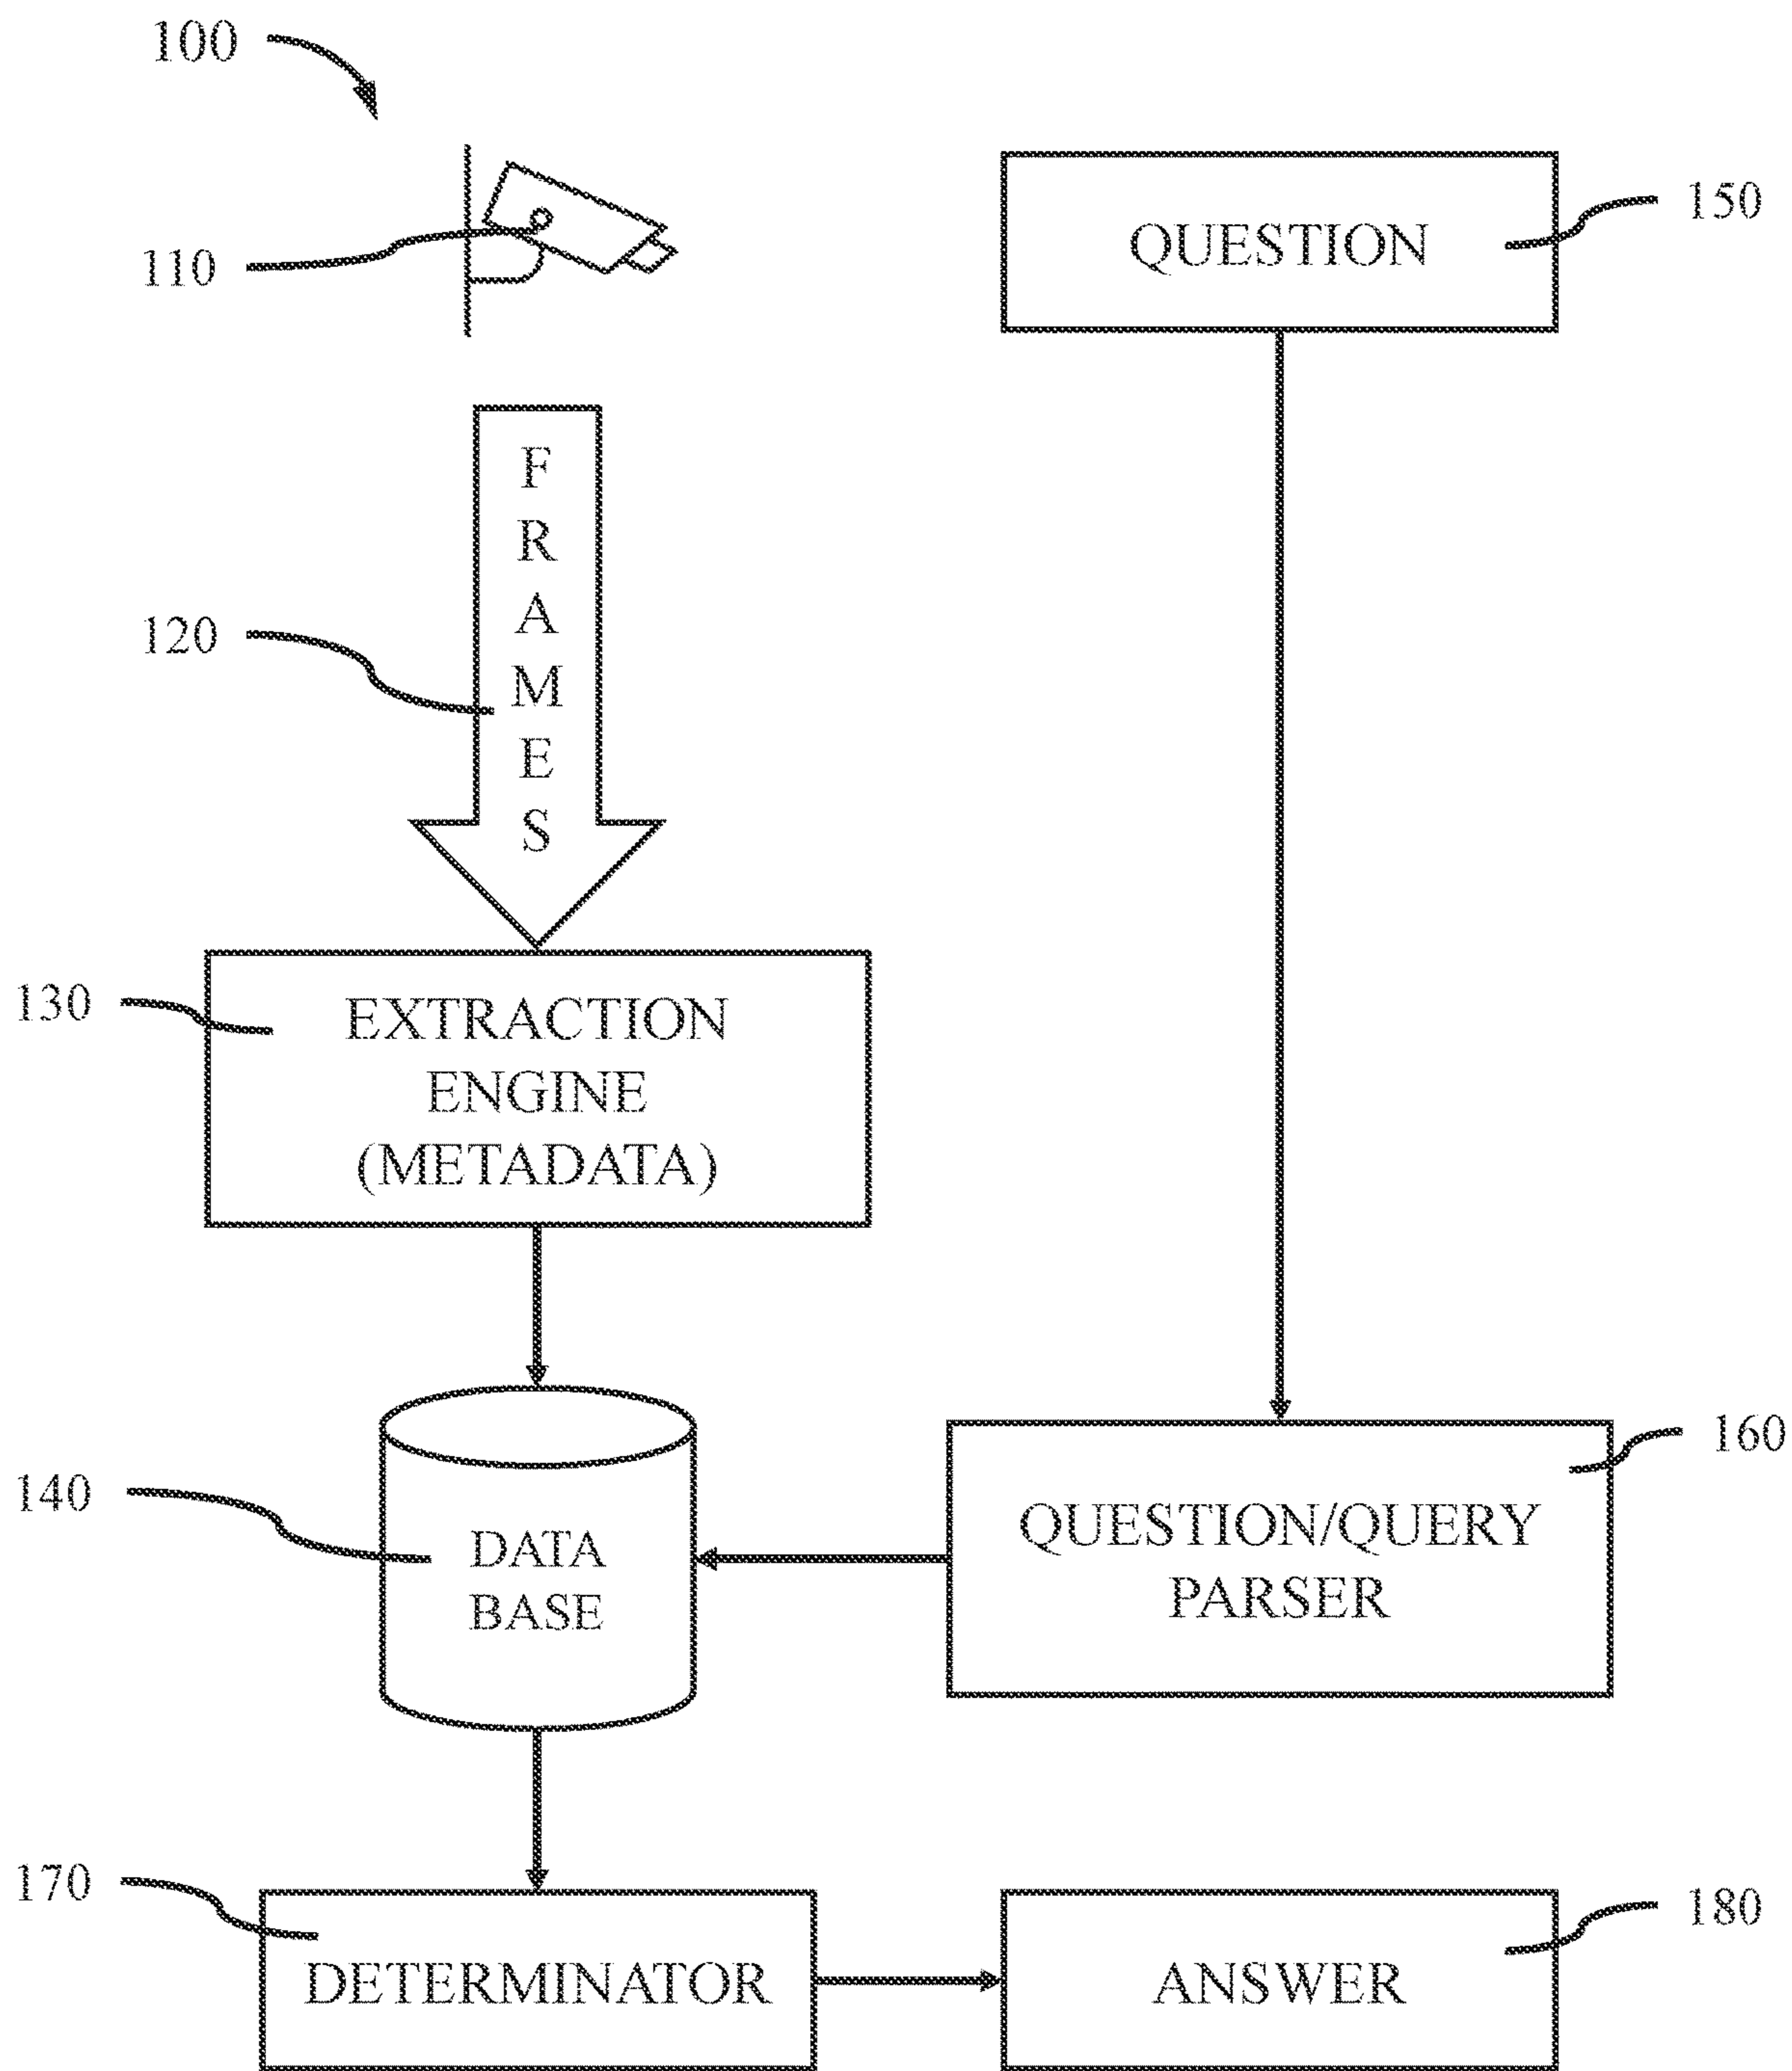 100
110
QUESTION
150
F
R
A
M
E
S
120
130
EXTRACTION
ENGINE
(METADATA)
140
DATA
BASE
QUESTION/QUERY
PARSER
160
170
DETERMINATOR
ANSWER
180